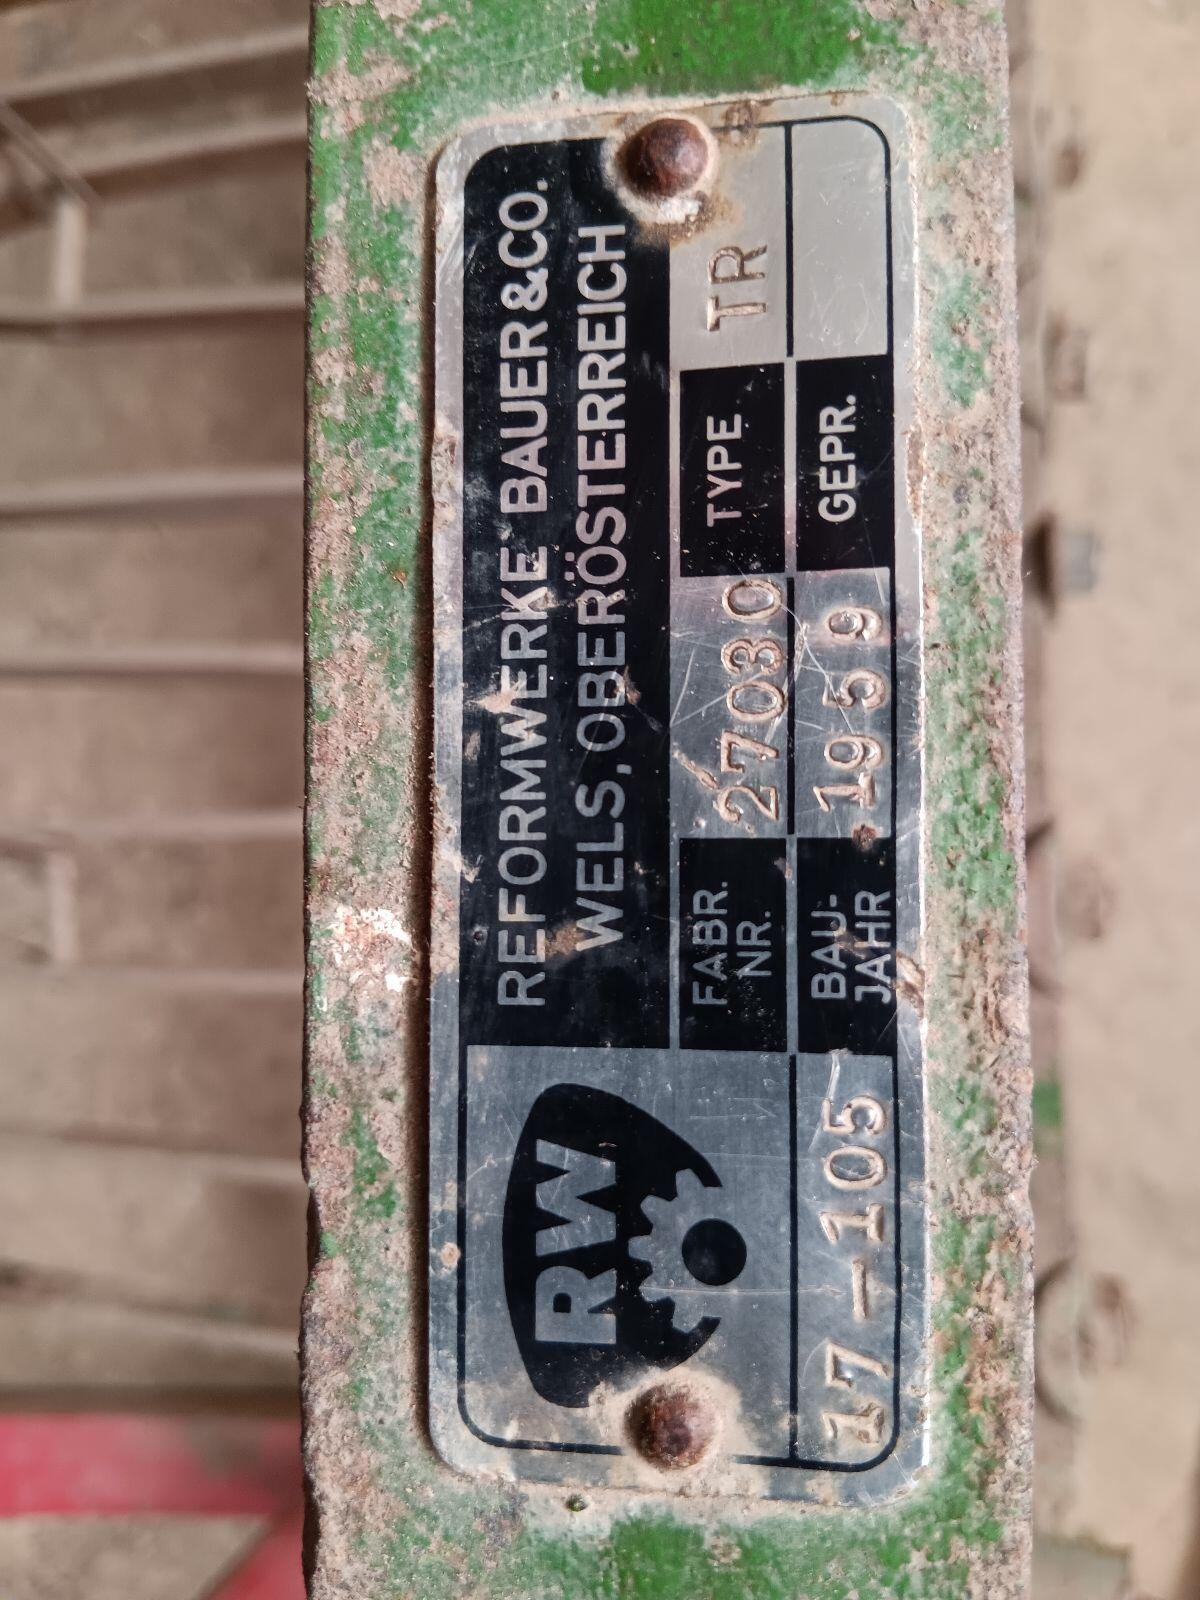 REFORMWERKE BAUER & CO.
WELS, OBERÖSTERREICH
RW
FABR. NR. 27030 TYPE TR
17-105 BAU-JAHR 1959 GEPR.